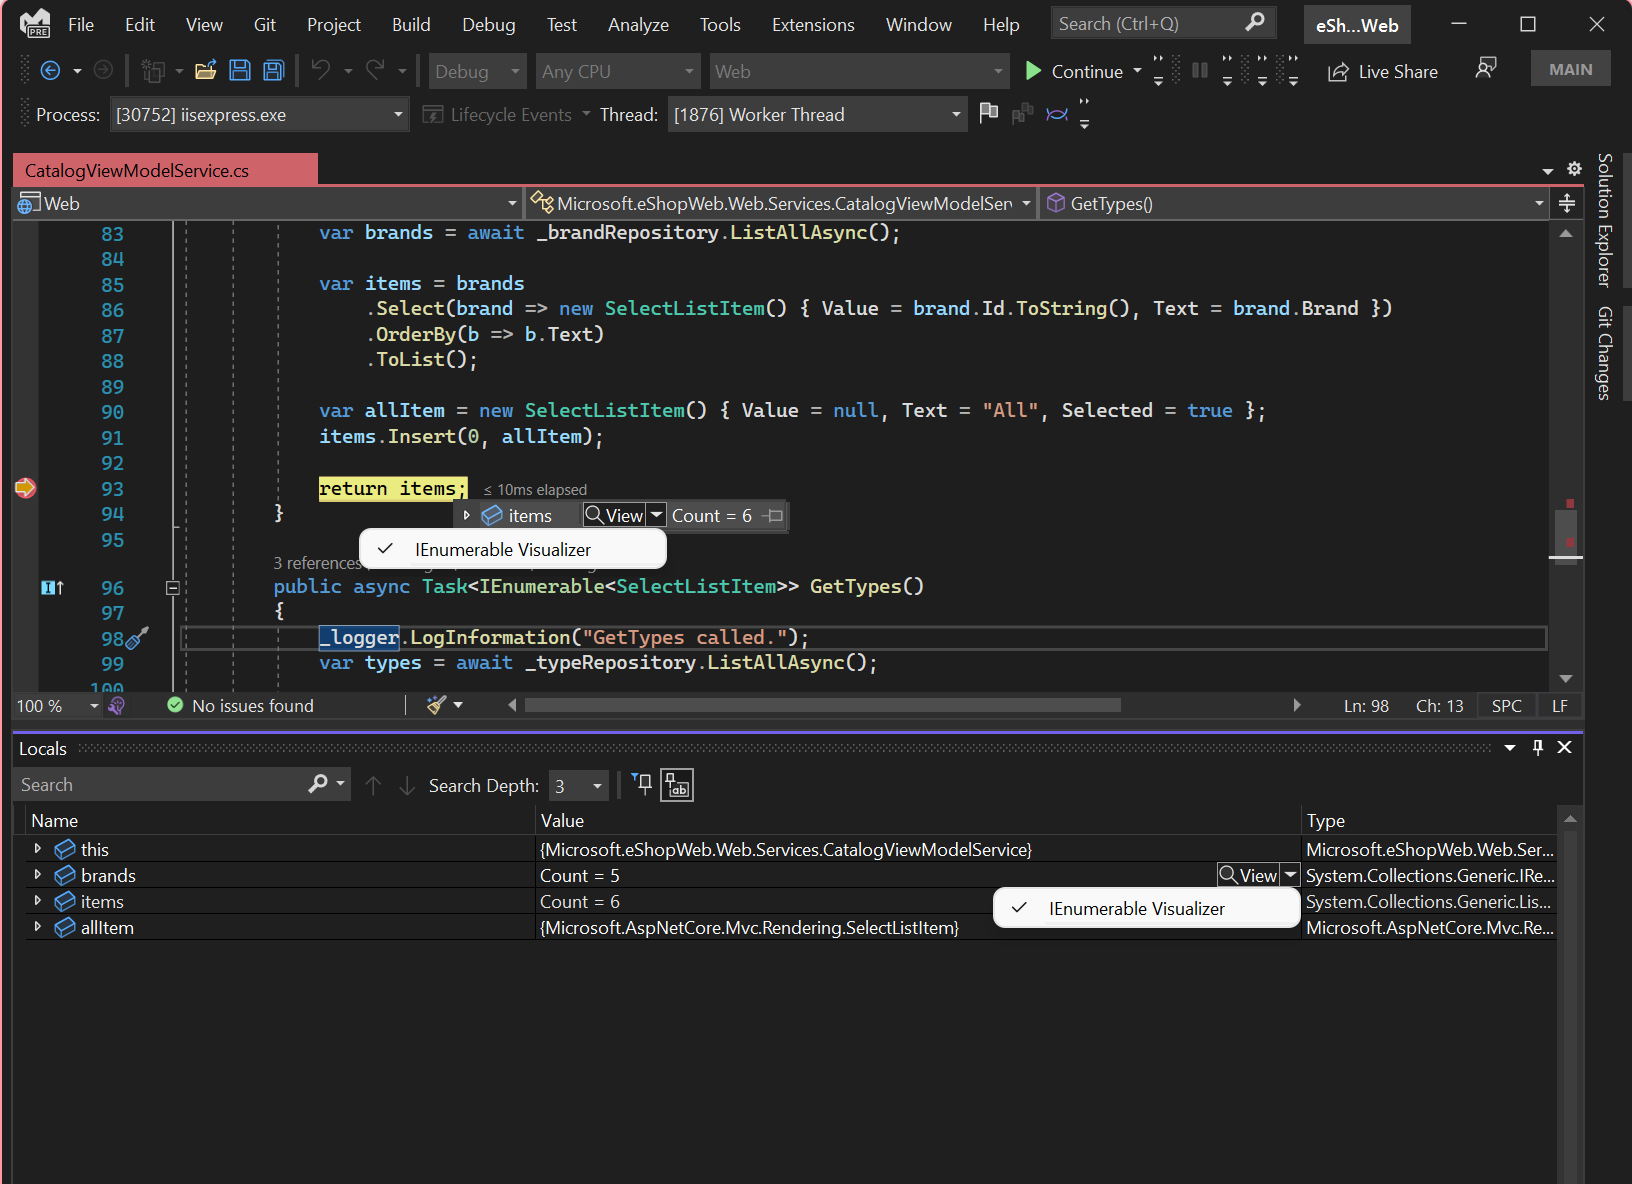 PRE
File Edit View Git Project Build Debug Test Analyze Tools Extensions Window Help Search (Ctrl+Q) eSh...Web
Debug Any CPU Web Continue Live Share MAIN
Process: [30752] iisexpress.exe Lifecycle Events Thread: [1876] Worker Thread
CatalogViewModelService.cs
Web Microsoft.eShopWeb.Web.Services.CatalogViewModelSer GetTypes()
83 var brands = await _brandRepository.ListAllAsync();
84
85 var items = brands
86 .Select(brand => new SelectListItem() { Value = brand.Id.ToString(), Text = brand.Brand })
87 .OrderBy(b => b.Text)
88 .ToList();
89
90 var allItem = new SelectListItem() { Value = null, Text = "All", Selected = true };
91 items.Insert(0, allItem);
92
93 return items; ≤ 10ms elapsed
94 }
items View Count = 6
95
IEnumerable Visualizer
3 references
96 public async Task<IEnumerable<SelectListItem>> GetTypes()
97 {
98 _logger.LogInformation("GetTypes called.");
99 var types = await _typeRepository.ListAllAsync();
100
100 % No issues found Ln: 98 Ch: 13 SPC LF
Solution Explorer
Git Changes
Locals
Search Search Depth: 3
Name Value Type
this {Microsoft.eShopWeb.Web.Services.CatalogViewModelService} Microsoft.eShopWeb.Web.Ser...
brands Count = 5 View System.Collections.Generic.IRe...
items Count = 6 System.Collections.Generic.Lis...
IEnumerable Visualizer
allItem {Microsoft.AspNetCore.Mvc.Rendering.SelectListItem} Microsoft.AspNetCore.Mvc.Re...